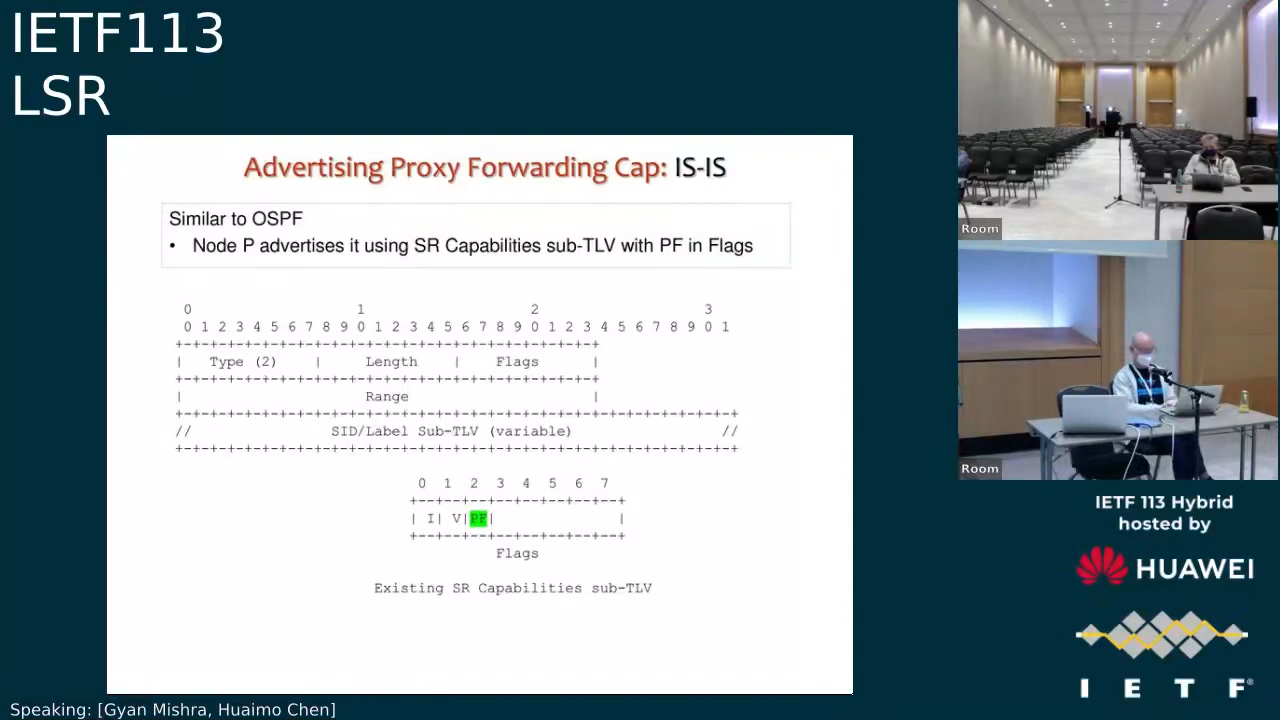 IETF113
LSR
Advertising Proxy Forwarding Cap: IS-IS
Similar to OSPF
• Node P advertises it using SR Capabilities sub-TLV with PF in Flags
0 1 2 3
0 1 2 3 4 5 6 7 8 9 0 1 2 3 4 5 6 7 8 9 0 1 2 3 4 5 6 7 8 9 0 1
+-+-+-+-+-+-+-+-+-+-+-+-+-+-+-+-+-+-+-+-+-+-+-+-+
| Type (2) | Length | Flags |
+-+-+-+-+-+-+-+-+-+-+-+-+-+-+-+-+-+-+-+-+-+-+-+-+
| Range |
+-+-+-+-+-+-+-+-+-+-+-+-+-+-+-+-+-+-+-+-+-+-+-+-+-+-+-+-+-+-+-+-+
// SID/Label Sub-TLV (variable) //
+-+-+-+-+-+-+-+-+-+-+-+-+-+-+-+-+-+-+-+-+-+-+-+-+-+-+-+-+-+-+-+-+
0 1 2 3 4 5 6 7
+--+--+--+--+--+--+--+--+
| I| V|PF| |
+--+--+--+--+--+--+--+--+
Flags
Existing SR Capabilities sub-TLV
Room
Room
IETF 113 Hybrid
hosted by
HUAWEI
I E T F®
Speaking: [Gyan Mishra, Huaimo Chen]